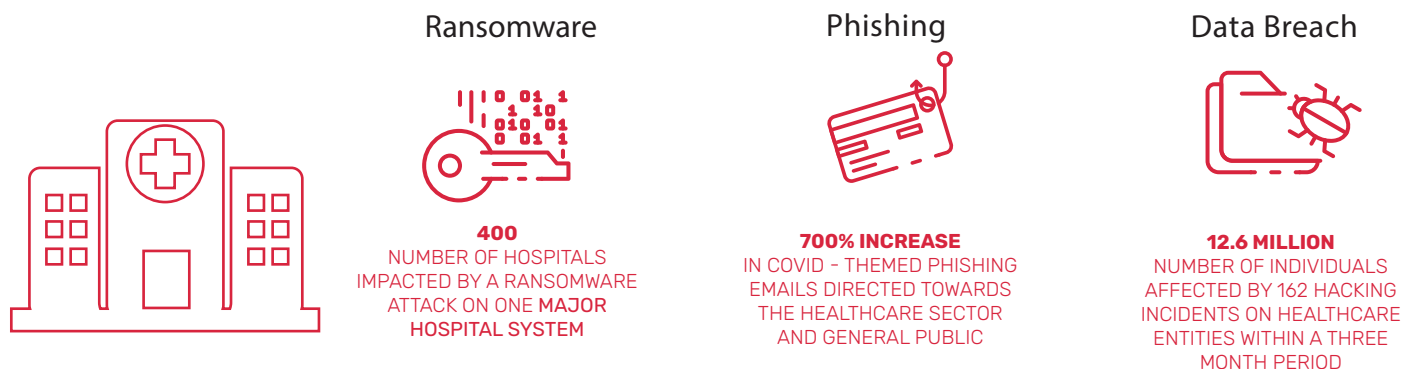 Ransomware
0 01 1
1 10
010 01
0 01 1
400
NUMBER OF HOSPITALS
IMPACTED BY A RANSOMWARE
ATTACK ON ONE MAJOR
HOSPITAL SYSTEM
Phishing
700% INCREASE
IN COVID - THEMED PHISHING
EMAILS DIRECTED TOWARDS
THE HEALTHCARE SECTOR
AND GENERAL PUBLIC
Data Breach
12.6 MILLION
NUMBER OF INDIVIDUALS
AFFECTED BY 162 HACKING
INCIDENTS ON HEALTHCARE
ENTITIES WITHIN A THREE
MONTH PERIOD